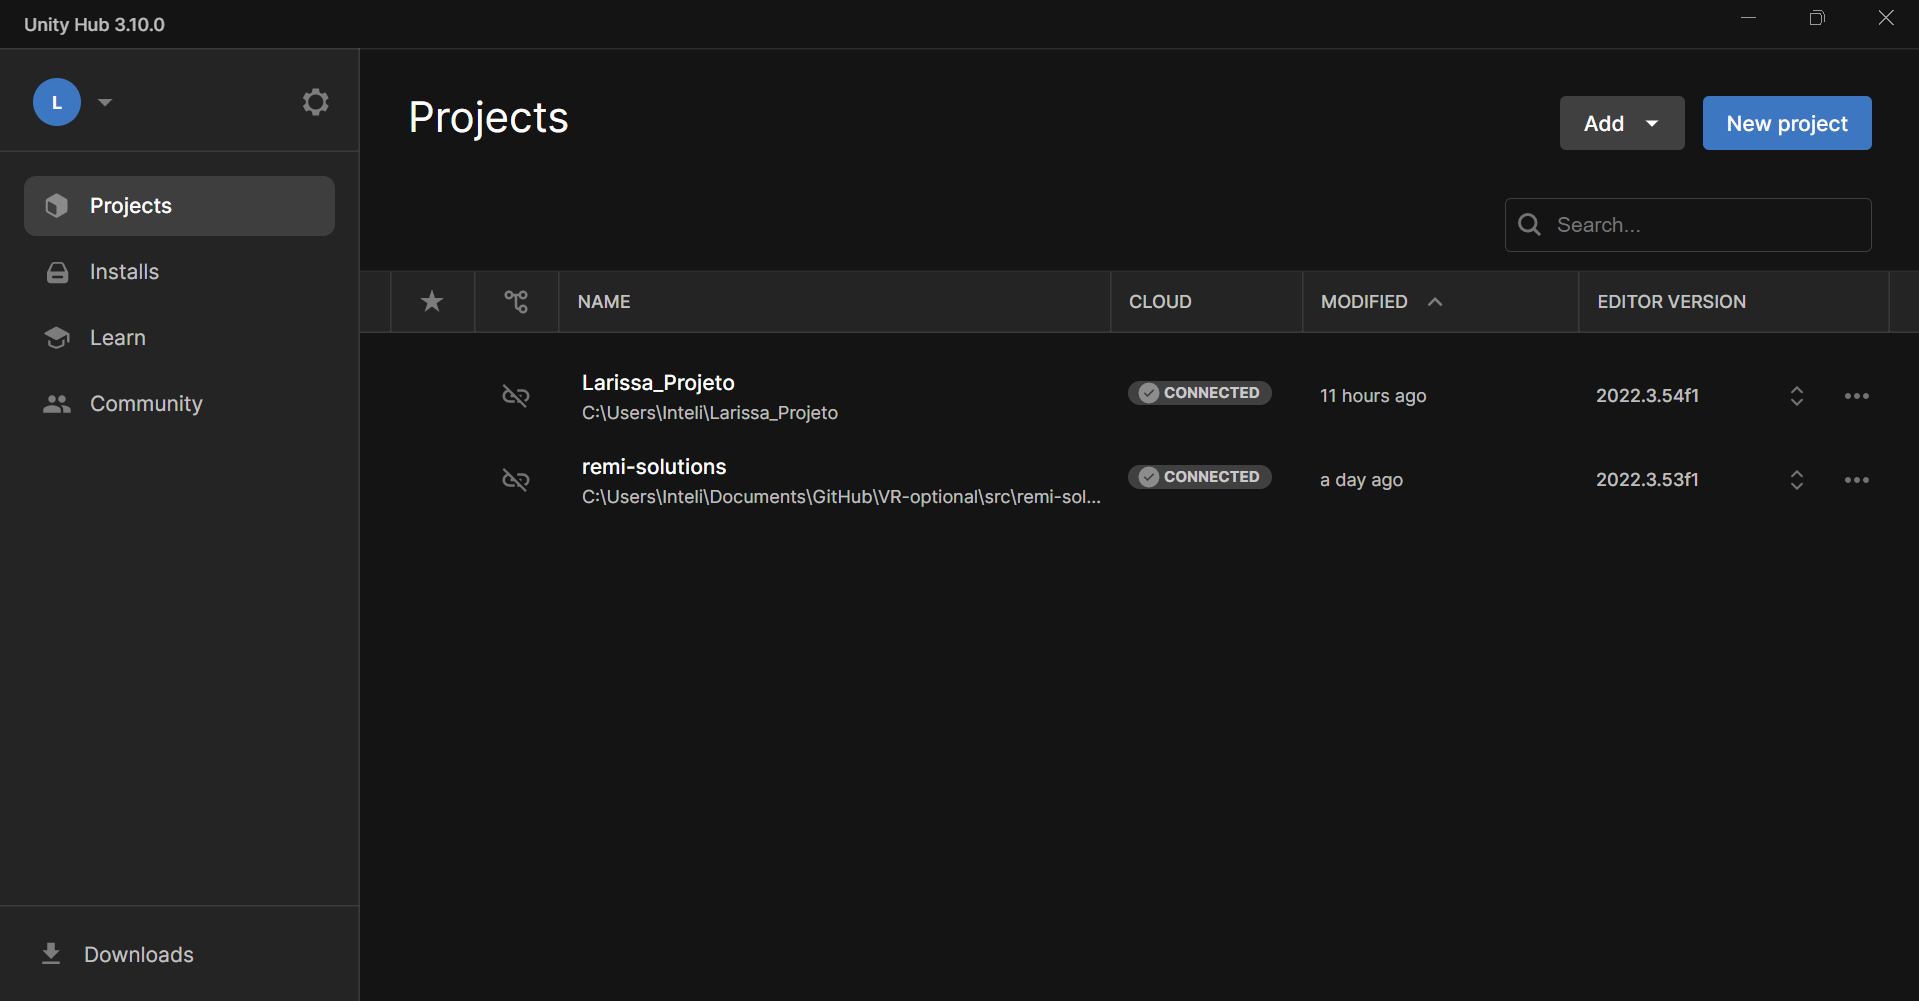 Unity Hub 3.10.0
L
Projects
Add
New project
Projects
Search...
Installs
Learn
Community
NAME
CLOUD
MODIFIED
EDITOR VERSION
Larissa_Projeto
C:\Users\Inteli\Larissa_Projeto
CONNECTED
11 hours ago
2022.3.54f1
remi-solutions
C:\Users\Inteli\Documents\GitHub\VR-optional\src\remi-sol...
CONNECTED
a day ago
2022.3.53f1
Downloads